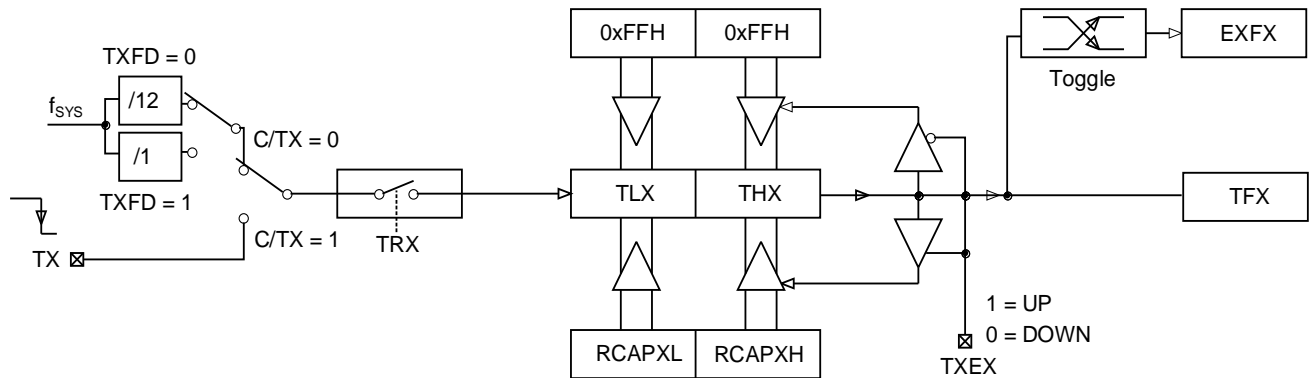 0xFFH 0xFFH
EXFX
Toggle
TXFD = 0
fSYS
/12
C/TX = 0
/1
TXFD = 1
TLX THX
TFX
TX
C/TX = 1
TRX
1 = UP
0 = DOWN
RCAPXL RCAPXH
TXEX